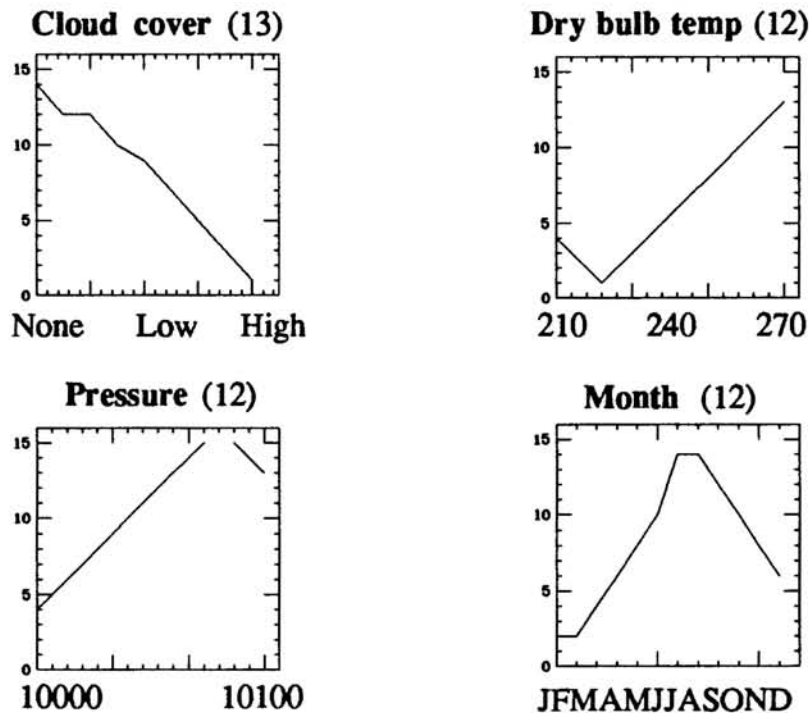 Cloud cover (13)
15
10
5
0
None Low High
Dry bulb temp (12)
15
10
5
0
210 240 270
Pressure (12)
15
10
5
0
10000 10100
Month (12)
15
10
5
0
JFMAMJJASOND